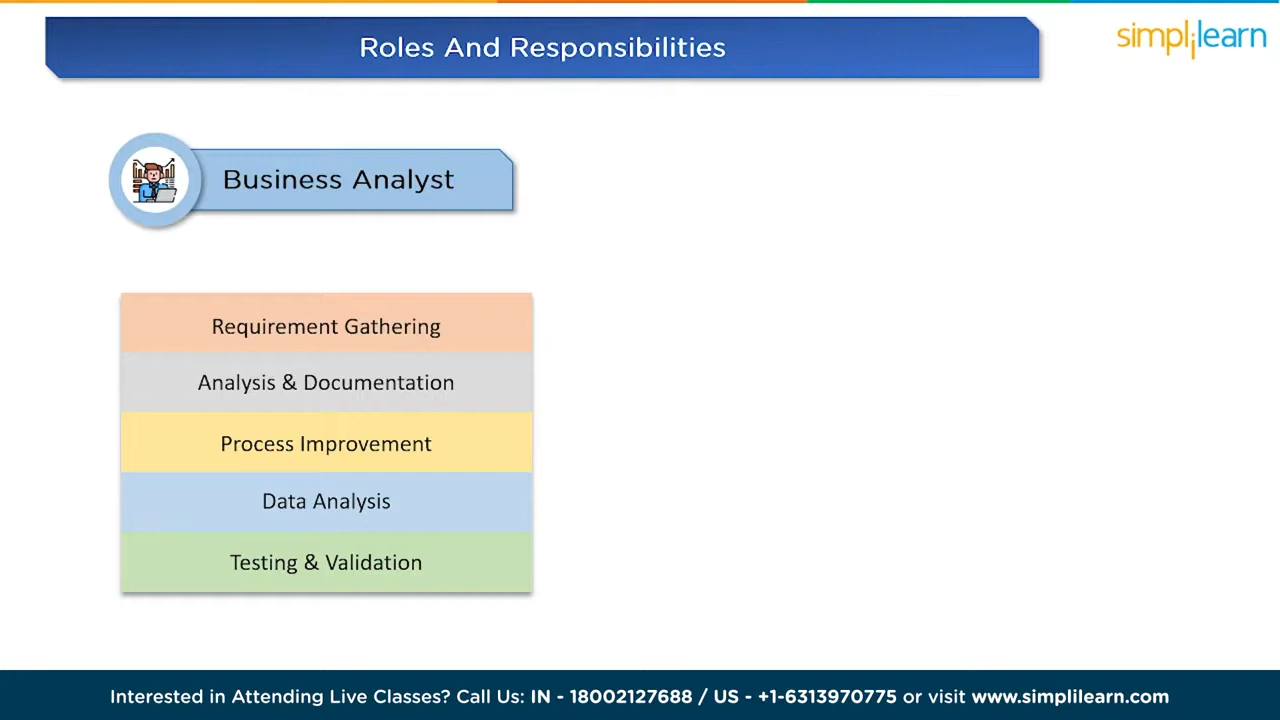 Roles And Responsibilities
simplilearn
Business Analyst
Requirement Gathering
Analysis & Documentation
Process Improvement
Data Analysis
Testing & Validation
Interested in Attending Live Classes? Call Us: IN - 18002127688 / US - +1-6313970775 or visit www.simplilearn.com